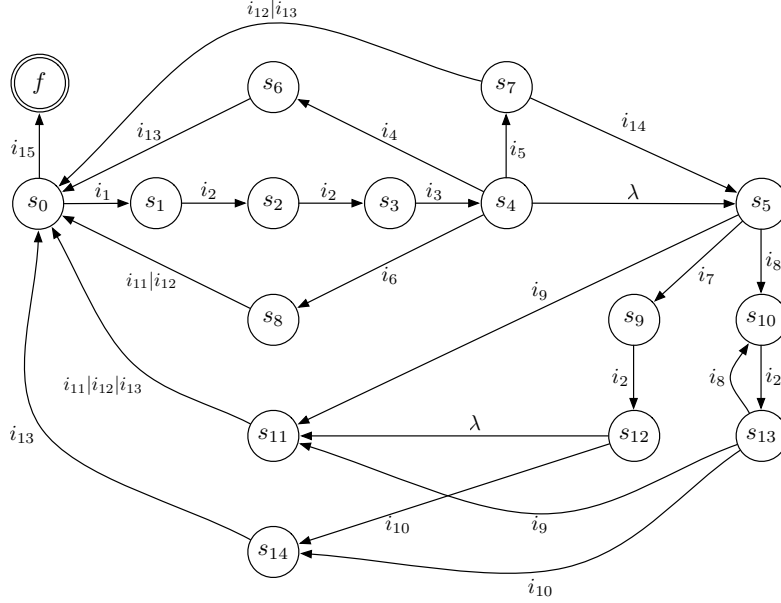 i12|i13
f
s6
s7
i15
i13
i4
i5
i14
s0
i1
s1
i2
s2
i2
s3
i3
s4
λ
s5
i11|i12
i6
i9
i7
i8
s8
s9
s10
i11|i12|i13
i2
i8
i2
i13
s11
λ
s12
s13
i10
i9
s14
i10